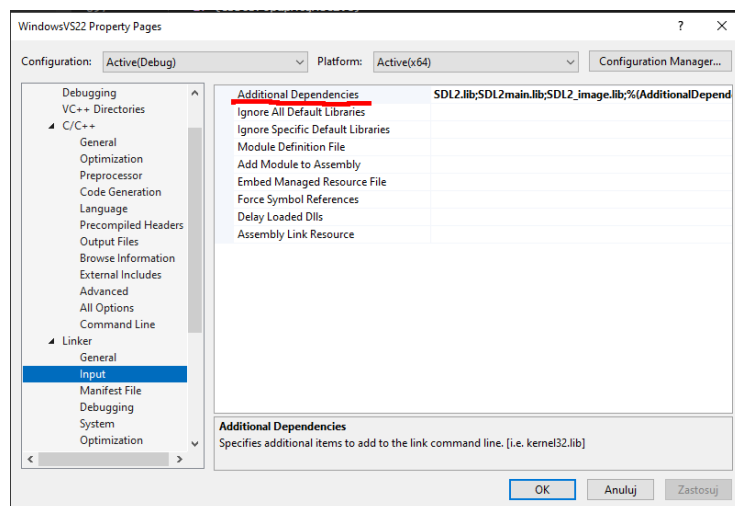 WindowsVS22 Property Pages ? ×
Configuration: Active(Debug) Platform: Active(x64) Configuration Manager...
Debugging
VC++ Directories
C/C++
General
Optimization
Preprocessor
Code Generation
Language
Precompiled Headers
Output Files
Browse Information
External Includes
Advanced
All Options
Command Line
Linker
General
Input
Manifest File
Debugging
System
Optimization
Additional Dependencies SDL2.lib;SDL2main.lib;SDL2_image.lib;%(AdditionalDepend
Ignore All Default Libraries
Ignore Specific Default Libraries
Module Definition File
Add Module to Assembly
Embed Managed Resource File
Force Symbol References
Delay Loaded Dlls
Assembly Link Resource
Additional Dependencies
Specifies additional items to add to the link command line. [i.e. kernel32.lib]
OK Anuluj Zastosuj